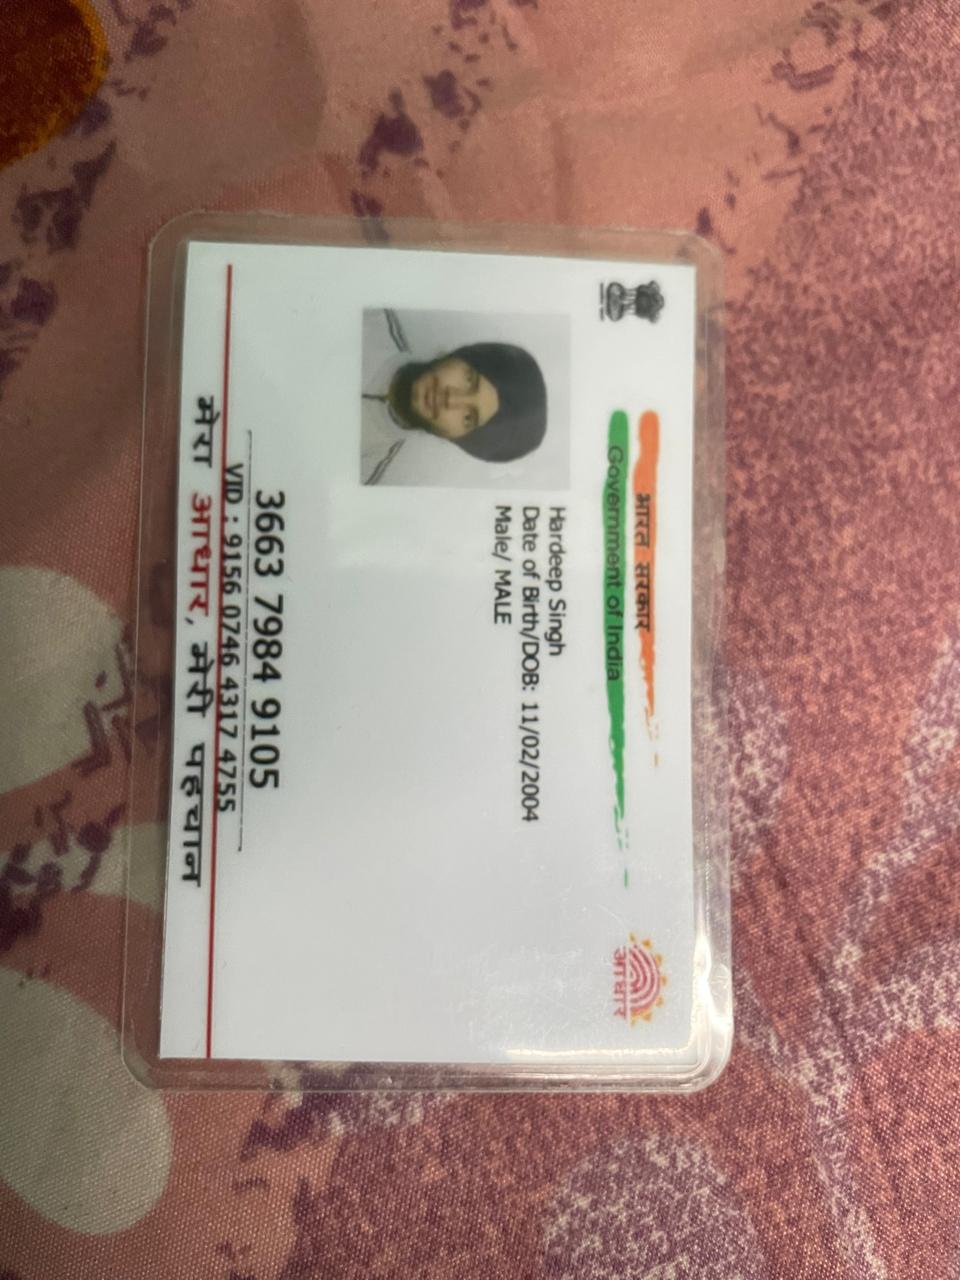 भारत सरकार
Government of India
आधार
Hardeep Singh
Date of Birth/DOB: 11/02/2004
Male/ MALE
3663 7984 9105
VID : 9156 0746 4317 4755
मेरा आधार, मेरी पहचान